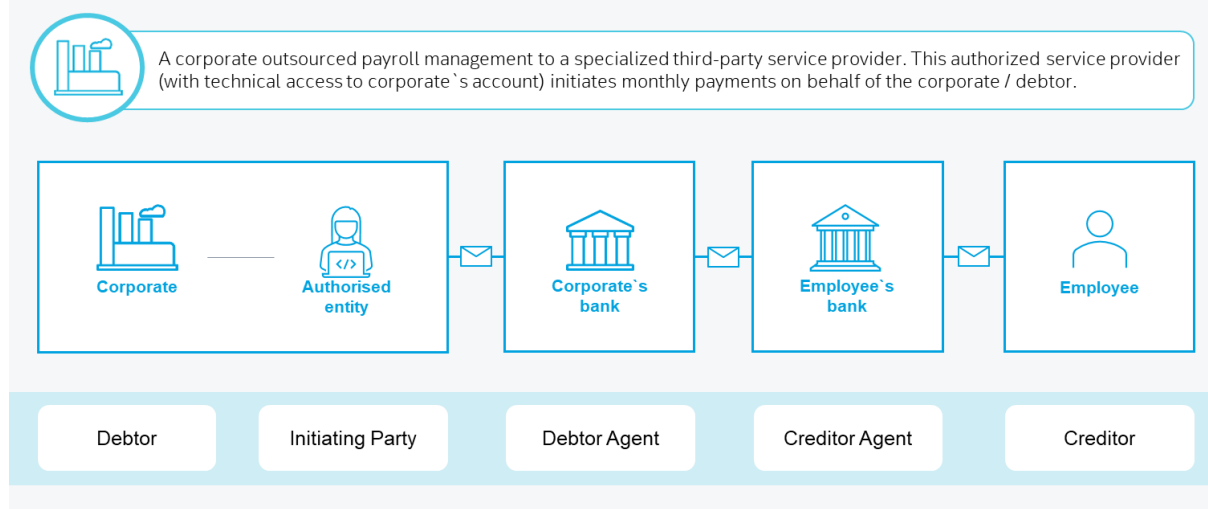 A corporate outsourced payroll management to a specialized third-party service provider. This authorized service provider
(with technical access to corporate`s account) initiates monthly payments on behalf of the corporate / debtor.
Corporate
Authorised
entity
</>
Corporate`s
bank
Employee`s
bank
Employee
Debtor
Initiating Party
Debtor Agent
Creditor Agent
Creditor